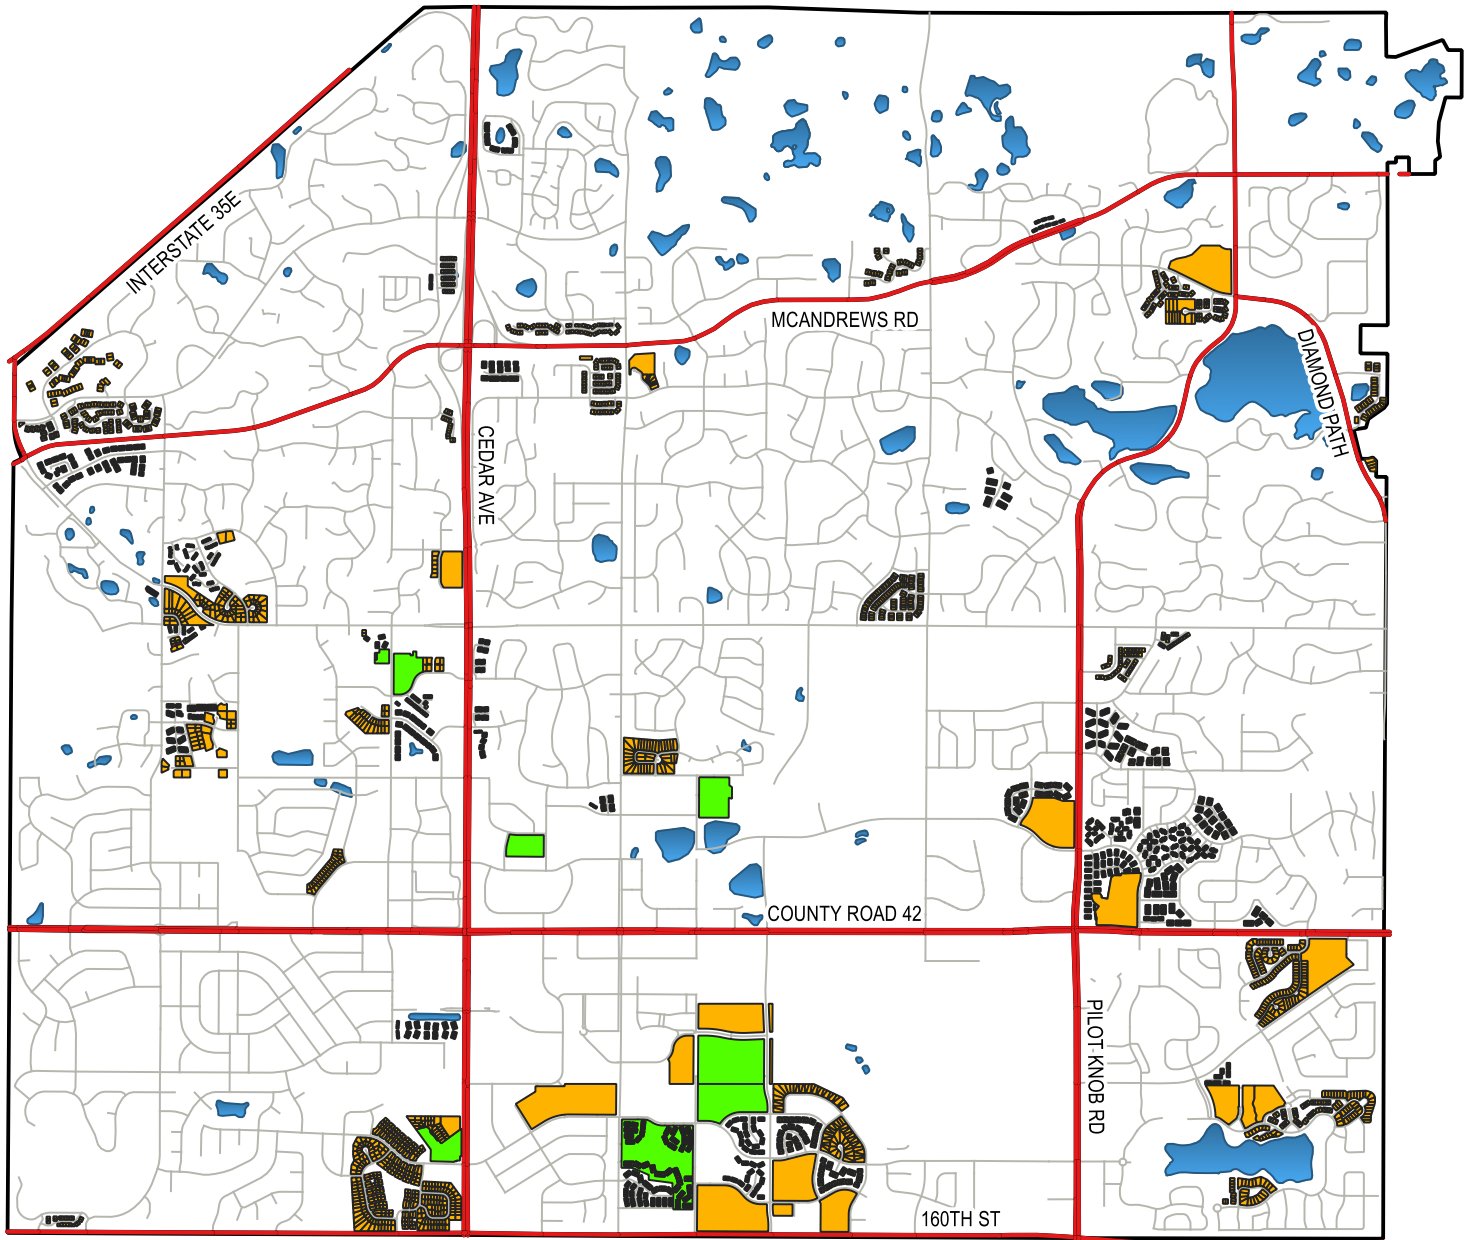 INTERSTATE 35E
MCANDREWS RD
DIAMOND PATH
CEDAR AVE
COUNTY ROAD 42
PILOT KNOB RD
160TH ST